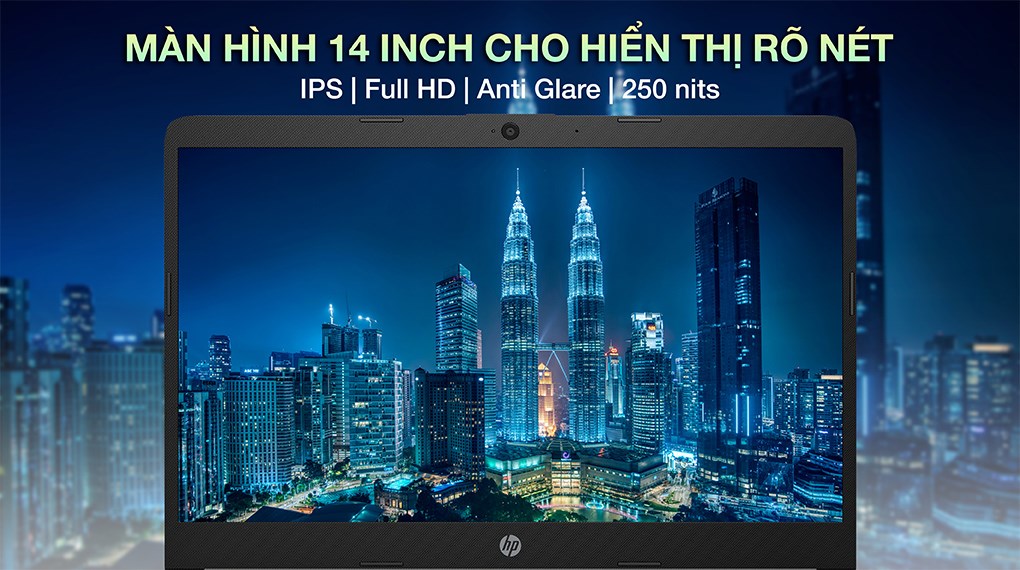 MÀN HÌNH 14 INCH CHO HIỂN THỊ RÕ NÉT
IPS | Full HD | Anti Glare | 250 nits
hp